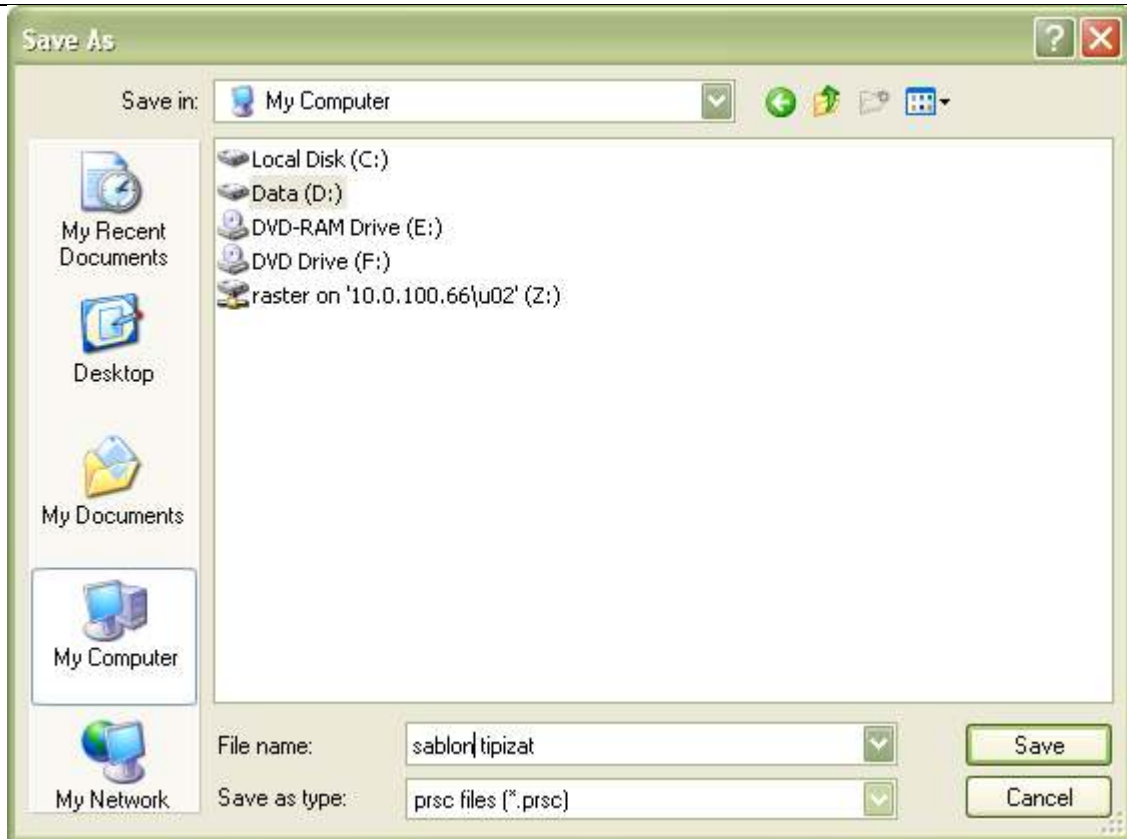 Save As
Save in:
My Computer
Local Disk (C:)
Data (D:)
DVD-RAM Drive (E:)
DVD Drive (F:)
raster on '10.0.100.66\u02' (Z:)
My Recent
Documents
Desktop
My Documents
My Computer
My Network
File name:
sablon tipizat
Save
Save as type:
prsc files (*.prsc)
Cancel